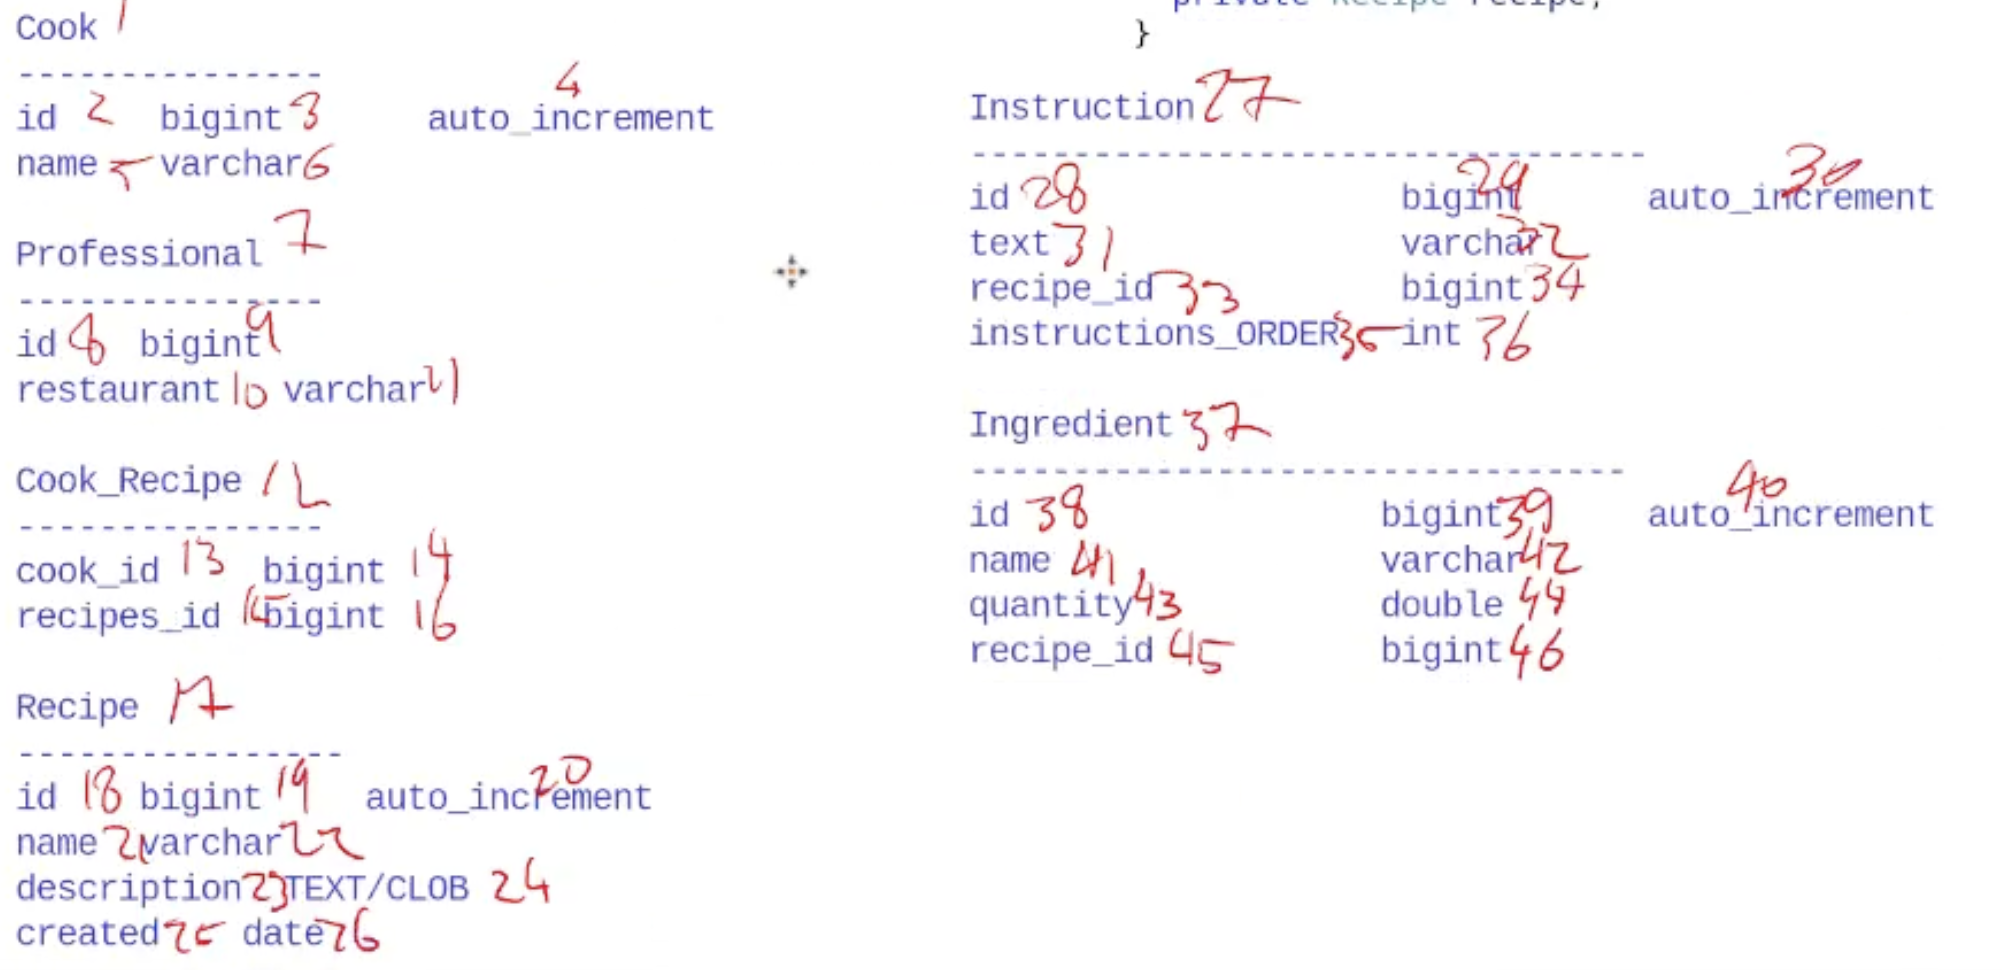 Cook 1
---------------
4
id 2 bigint 3 auto_increment
name 5 varchar 6
Professional 7
---------------
id 8 bigint 9
restaurant 10 varchar 11
Cook_Recipe 12
---------------
cook_id 13 bigint 14
recipes_id 15 bigint 16
Recipe 17
----------------
20
id 18 bigint 19 auto_increment
name 21 varchar 22
description 23 TEXT/CLOB 24
created 25 date 26
private Recipe recipe;
}
Instruction 27
---------------------------------
30
id 28 bigint 29 auto_increment
text 31 varchar 32
recipe_id 33 bigint 34
instructions_ORDER 35 int 36
Ingredient 37
--------------------------------
40
id 38 bigint 39 auto_increment
name 41 varchar 42
quantity 43 double 44
recipe_id 45 bigint 46